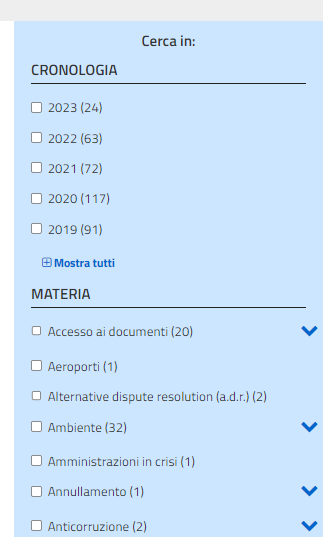 Cerca in:
CRONOLOGIA
2023 (24)
2022 (63)
2021 (72)
2020 (117)
2019 (91)
Mostra tutti
MATERIA
Accesso ai documenti (20)
Aeroporti (1)
Alternative dispute resolution (a.d.r.) (2)
Ambiente (32)
Amministrazioni in crisi (1)
Annullamento (1)
Anticorruzione (2)